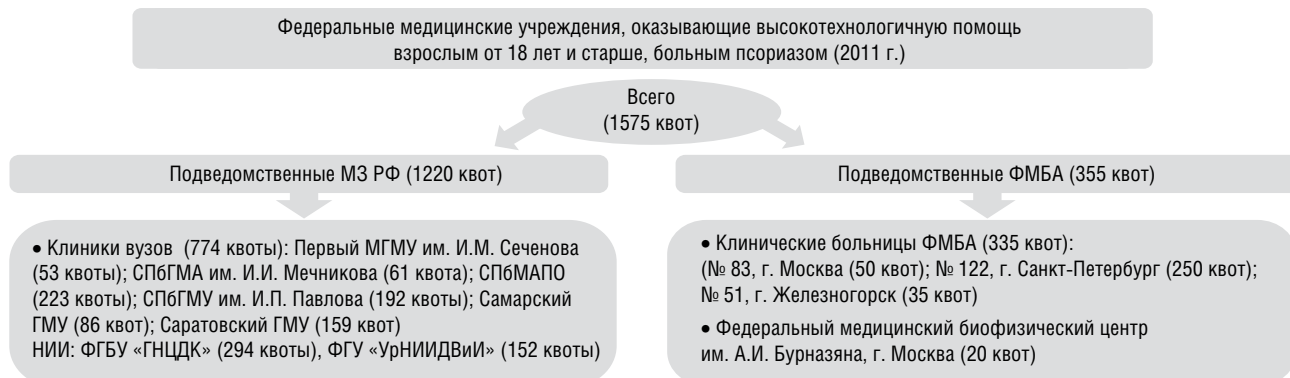 Федеральные медицинские учреждения, оказывающие высокотехнологичную помощь
взрослым от 18 лет и старше, больным псориазом (2011 г.)
Всего
(1575 квот)
Подведомственные МЗ РФ (1220 квот)
• Клиники вузов (774 квоты): Первый МГМУ им. И.М. Сеченова
(53 квоты); СПбГМА им. И.И. Мечникова (61 квота); СПбМАПО
(223 квоты); СПбГМУ им. И.П. Павлова (192 квоты); Самарский
ГМУ (86 квот); Саратовский ГМУ (159 квот)
НИИ: ФГБУ «ГНЦДК» (294 квоты), ФГУ «УрНИИДВиИ» (152 квоты)
Подведомственные ФМБА (355 квот)
• Клинические больницы ФМБА (335 квот):
(№ 83, г. Москва (50 квот); № 122, г. Санкт-Петербург (250 квот);
№ 51, г. Железногорск (35 квот)
• Федеральный медицинский биофизический центр
им. А.И. Бурназяна, г. Москва (20 квот)